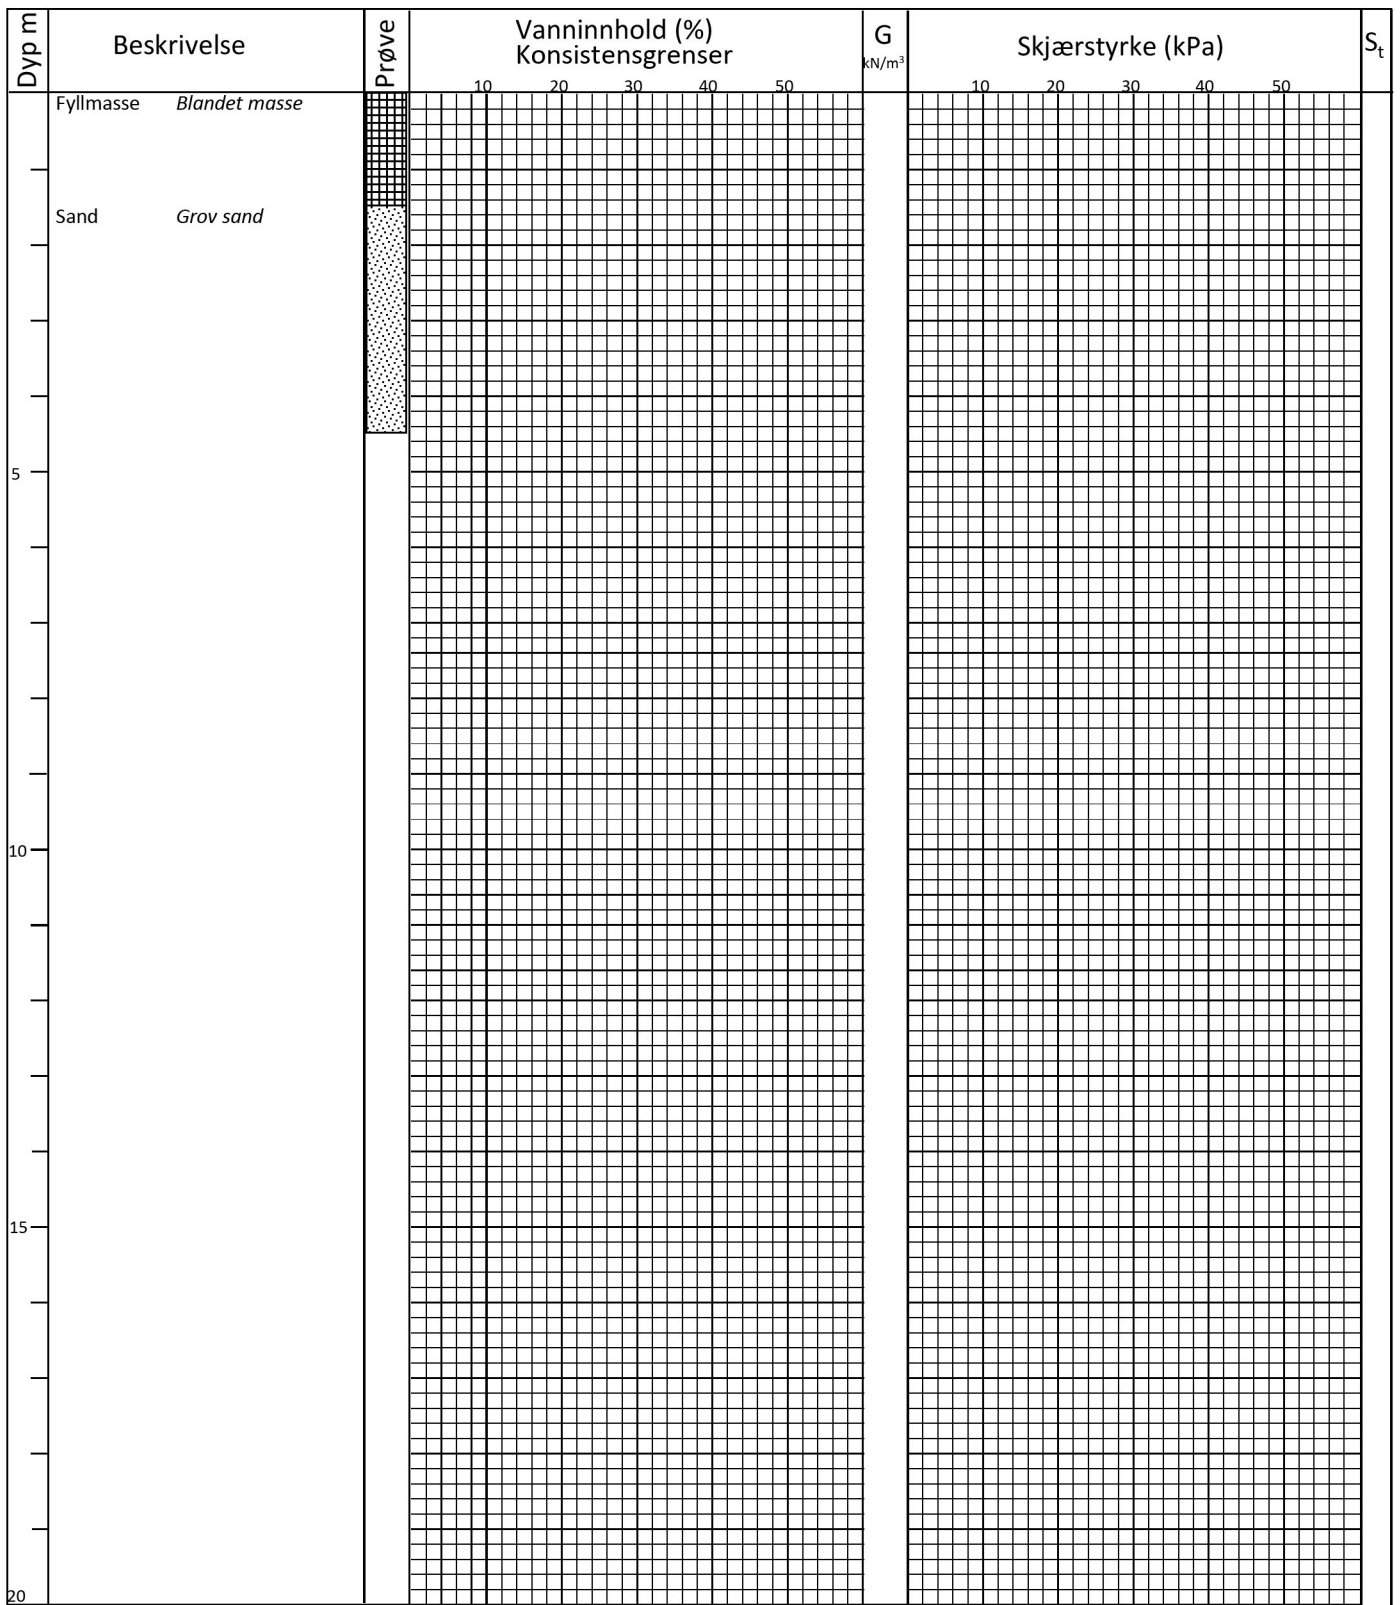 Dyp m
Beskrivelse
Prøve
Vanninnhold (%)
Konsistensgrenser
G
kN/m³
Skjærstyrke (kPa)
Sₜ
10 20 30 40 50
10 20 30 40 50
Fyllmasse Blandet masse
Sand Grov sand
5
10
15
20